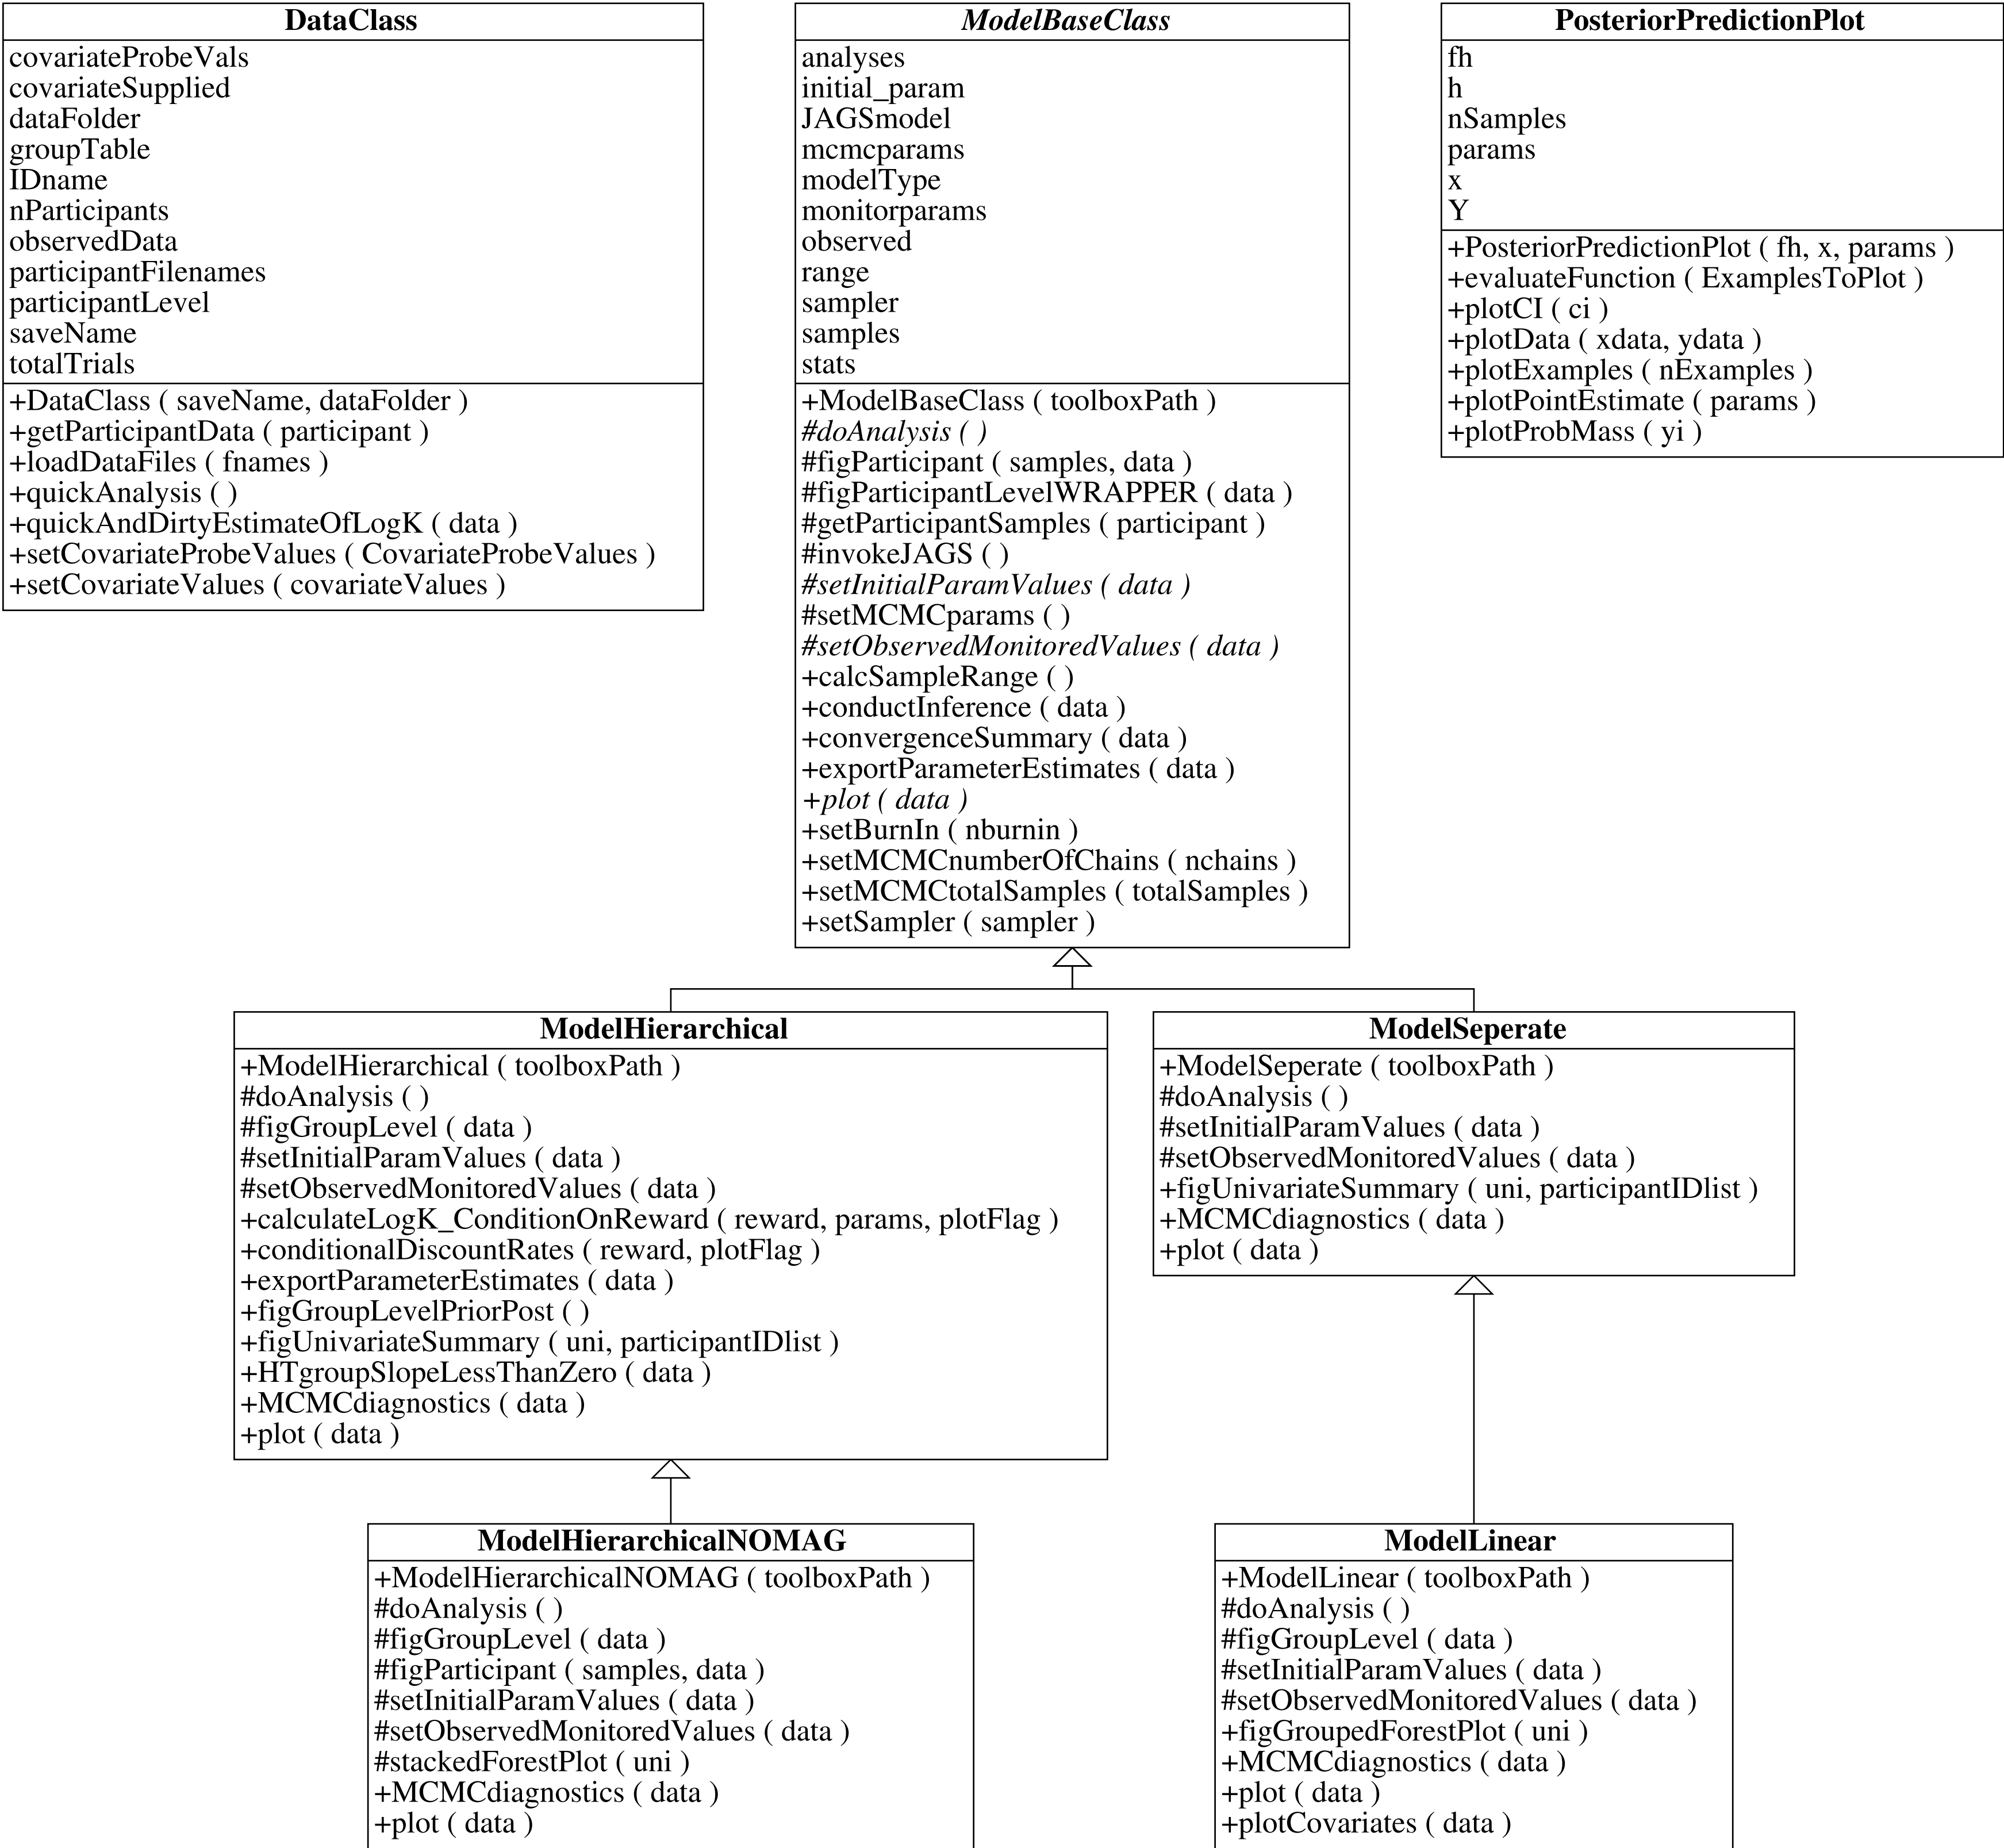 DataClass
covariateProbeVals
covariateSupplied
dataFolder
groupTable
IDname
nParticipants
observedData
participantFilenames
participantLevel
saveName
totalTrials
+DataClass ( saveName, dataFolder )
+getParticipantData ( participant )
+loadDataFiles ( fnames )
+quickAnalysis ( )
+quickAndDirtyEstimateOfLogK ( data )
+setCovariateProbeValues ( CovariateProbeValues )
+setCovariateValues ( covariateValues )
ModelBaseClass
analyses
initial_param
JAGSmodel
mcmcparams
modelType
monitorparams
observed
range
sampler
samples
stats
+ModelBaseClass ( toolboxPath )
#doAnalysis ( )
#figParticipant ( samples, data )
#figParticipantLevelWRAPPER ( data )
#getParticipantSamples ( participant )
#invokeJAGS ( )
#setInitialParamValues ( data )
#setMCMCparams ( )
#setObservedMonitoredValues ( data )
+calcSampleRange ( )
+conductInference ( data )
+convergenceSummary ( data )
+exportParameterEstimates ( data )
+plot ( data )
+setBurnIn ( nburnin )
+setMCMCnumberOfChains ( nchains )
+setMCMCtotalSamples ( totalSamples )
+setSampler ( sampler )
PosteriorPredictionPlot
fh
h
nSamples
params
x
Y
+PosteriorPredictionPlot ( fh, x, params )
+evaluateFunction ( ExamplesToPlot )
+plotCI ( ci )
+plotData ( xdata, ydata )
+plotExamples ( nExamples )
+plotPointEstimate ( params )
+plotProbMass ( yi )
ModelHierarchical
+ModelHierarchical ( toolboxPath )
#doAnalysis ( )
#figGroupLevel ( data )
#setInitialParamValues ( data )
#setObservedMonitoredValues ( data )
+calculateLogK_ConditionOnReward ( reward, params, plotFlag )
+conditionalDiscountRates ( reward, plotFlag )
+exportParameterEstimates ( data )
+figGroupLevelPriorPost ( )
+figUnivariateSummary ( uni, participantIDlist )
+HTgroupSlopeLessThanZero ( data )
+MCMCdiagnostics ( data )
+plot ( data )
ModelSeperate
+ModelSeperate ( toolboxPath )
#doAnalysis ( )
#setInitialParamValues ( data )
#setObservedMonitoredValues ( data )
+figUnivariateSummary ( uni, participantIDlist )
+MCMCdiagnostics ( data )
+plot ( data )
ModelHierarchicalNOMAG
+ModelHierarchicalNOMAG ( toolboxPath )
#doAnalysis ( )
#figGroupLevel ( data )
#figParticipant ( samples, data )
#setInitialParamValues ( data )
#setObservedMonitoredValues ( data )
#stackedForestPlot ( uni )
+MCMCdiagnostics ( data )
+plot ( data )
ModelLinear
+ModelLinear ( toolboxPath )
#doAnalysis ( )
#figGroupLevel ( data )
#setInitialParamValues ( data )
#setObservedMonitoredValues ( data )
+figGroupedForestPlot ( uni )
+MCMCdiagnostics ( data )
+plot ( data )
+plotCovariates ( data )